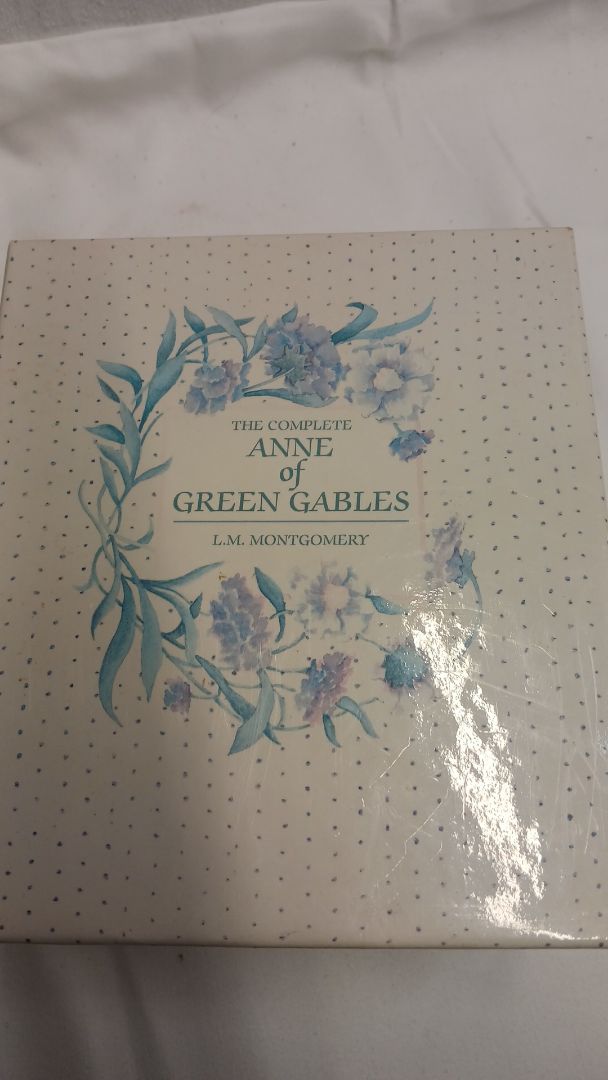 THE COMPLETE
ANNE
of
GREEN GABLES
L.M. MONTGOMERY